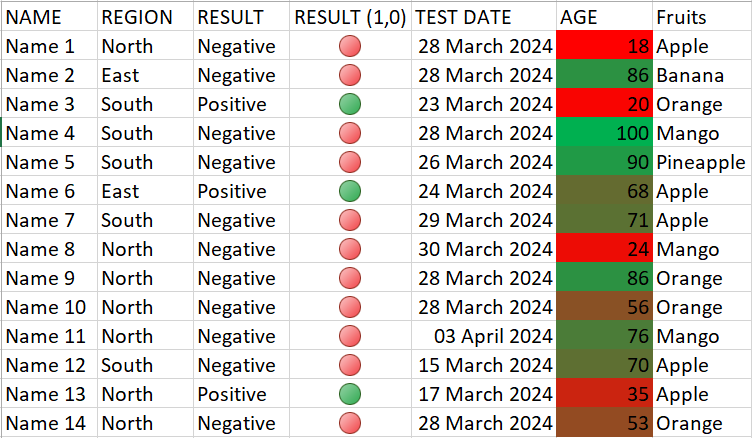 NAME REGION RESULT RESULT (1,0) TEST DATE AGE Fruits
Name 1 North Negative 28 March 2024 18 Apple
Name 2 East Negative 28 March 2024 86 Banana
Name 3 South Positive 23 March 2024 20 Orange
Name 4 South Negative 28 March 2024 100 Mango
Name 5 South Negative 26 March 2024 90 Pineapple
Name 6 East Positive 24 March 2024 68 Apple
Name 7 South Negative 29 March 2024 71 Apple
Name 8 North Negative 30 March 2024 24 Mango
Name 9 North Negative 28 March 2024 86 Orange
Name 10 North Negative 28 March 2024 56 Orange
Name 11 North Negative 03 April 2024 76 Mango
Name 12 South Negative 15 March 2024 70 Apple
Name 13 North Positive 17 March 2024 35 Apple
Name 14 North Negative 28 March 2024 53 Orange